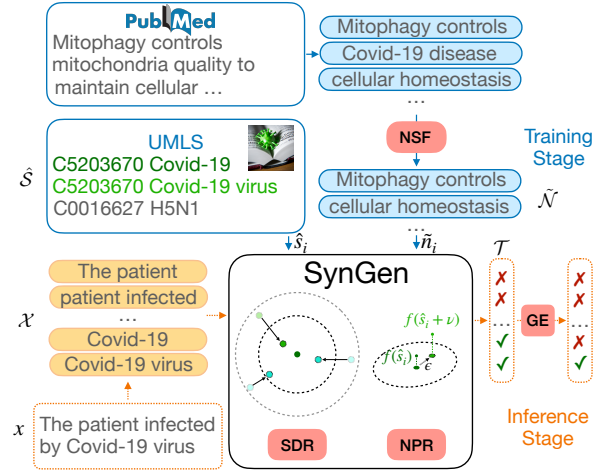 PubMed
Mitophagy controls
mitochondria quality to
maintain cellular ...
Mitophagy controls
Covid-19 disease
cellular homeostasis
...
NSF
Training
Stage
Ŝ
UMLS
C5203670 Covid-19
C5203670 Covid-19 virus
C0016627 H5N1
Mitophagy controls
cellular homeostasis
...
Ñ
ŝᵢ
ñᵢ
𝒯
𝒳
The patient
patient infected
...
Covid-19
Covid-19 virus
SynGen
f(ŝᵢ + ν)
f(ŝᵢ)
ϵ
SDR
NPR
✗
✗
...
✓
✓
GE
✗
✗
...
✗
✓
x
The patient infected
by Covid-19 virus
Inference
Stage